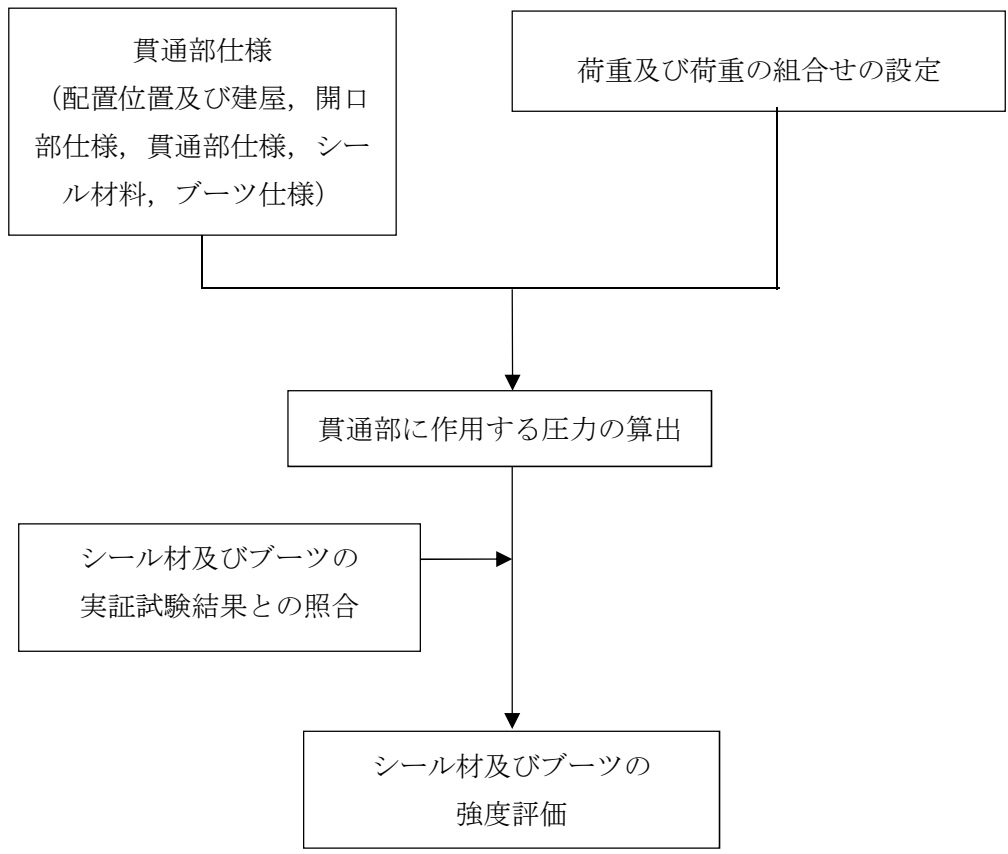 貫通部仕様
（配置位置及び建屋，開口
部仕様，貫通部仕様，シー
ル材料，ブーツ仕様）
荷重及び荷重の組合せの設定
貫通部に作用する圧力の算出
シール材及びブーツの
実証試験結果との照合
シール材及びブーツの
強度評価